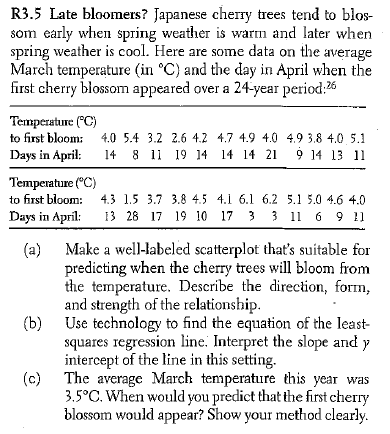 R3.5 Late bloomers? Japanese cherry trees tend to blos-
som early when spring weather is warm and later when
spring weather is cool. Here are some data on the average
March temperature (in °C) and the day in April when the
first cherry blossom appeared over a 24-year period:26
Temperature (°C)
to first bloom: 4.0 5.4 3.2 2.6 4.2 4.7 4.9 4.0 4.9 3.8 4.0 5.1
Days in April: 14 8 11 19 14 14 14 21 9 14 13 11
Temperature (°C)
to first bloom: 4.3 1.5 3.7 3.8 4.5 4.1 6.1 6.2 5.1 5.0 4.6 4.0
Days in April: 13 28 17 19 10 17 3 3 11 6 9 11
(a) Make a well-labeled scatterplot that's suitable for
predicting when the cherry trees will bloom from
the temperature. Describe the direction, form,
and strength of the relationship.
(b) Use technology to find the equation of the least-
squares regression line. Interpret the slope and y
intercept of the line in this setting.
(c) The average March temperature this year was
3.5°C. When would you predict that the first cherry
blossom would appear? Show your method clearly.